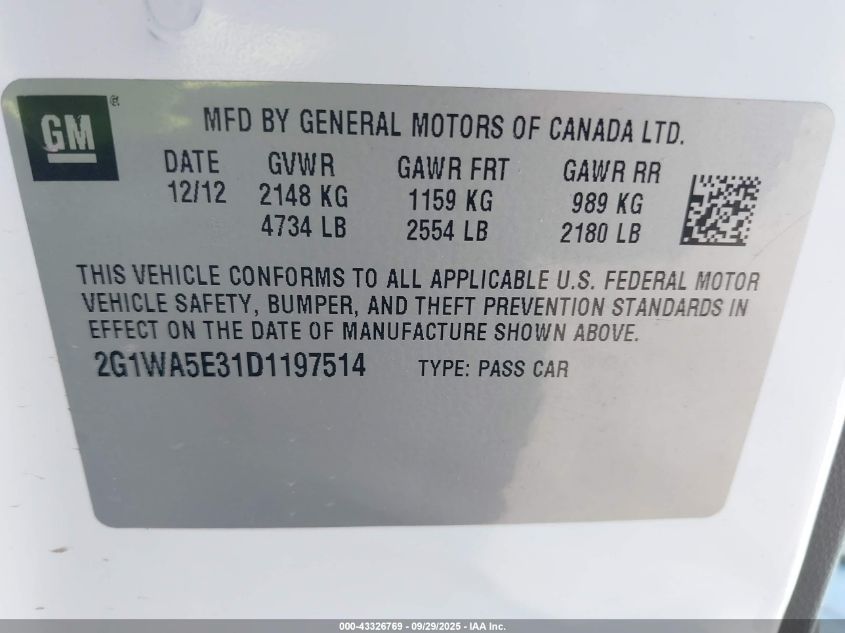 GM
®
MFD BY GENERAL MOTORS OF CANADA LTD.
DATE GVWR GAWR FRT GAWR RR
12/12 2148 KG 1159 KG 989 KG
4734 LB 2554 LB 2180 LB
THIS VEHICLE CONFORMS TO ALL APPLICABLE U.S. FEDERAL MOTOR
VEHICLE SAFETY, BUMPER, AND THEFT PREVENTION STANDARDS IN
EFFECT ON THE DATE OF MANUFACTURE SHOWN ABOVE.
2G1WA5E31D1197514 TYPE: PASS CAR
000-43326769 - 09/29/2025 - IAA Inc.